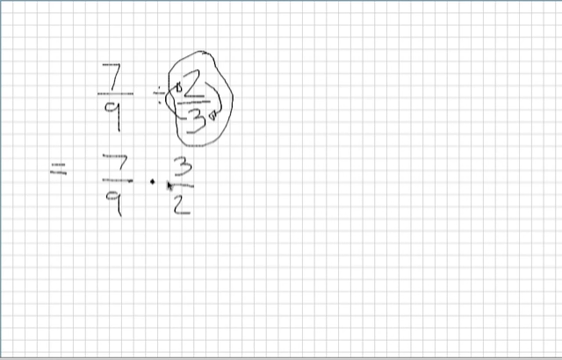 7/9 ÷ 2/3
= 7/9 · 3/2